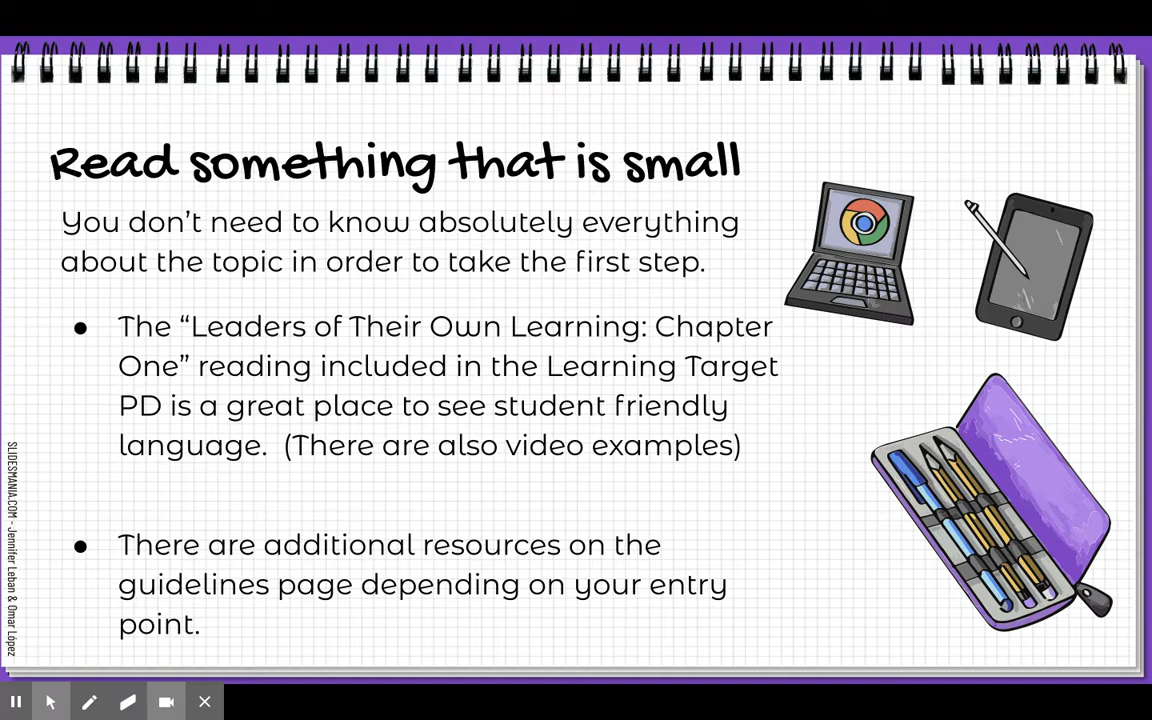 Read something that is small
You don’t need to know absolutely everything
about the topic in order to take the first step.
● The “Leaders of Their Own Learning: Chapter
One” reading included in the Learning Target
PD is a great place to see student friendly
language.  (There are also video examples)
● There are additional resources on the
guidelines page depending on your entry
point.
SLIDESMANIA.COM - Jennifer Leban & Omar López